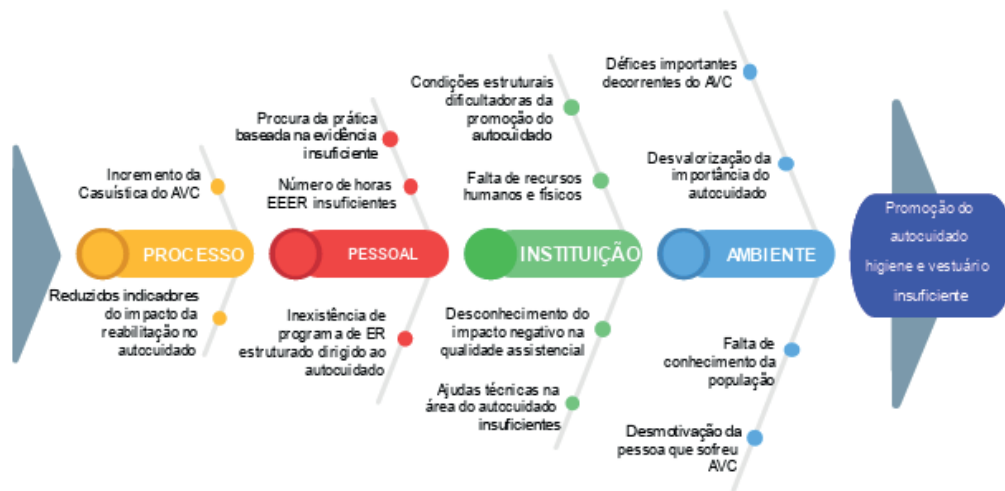 Incremento da
Casuística do AVC
PROCESSO
Reduzidos indicadores
do impacto da
reabilitação no
autocuidado
Procura da prática
baseada na evidência
insuficiente
Número de horas
EEER insuficientes
PESSOAL
Inexistência de
programa de ER
estruturado dirigido ao
autocuidado
Condições estruturais
dificultadoras da
promoção do
autocuidado
Falta de recursos
humanos e físicos
INSTITUIÇÃO
Desconhecimento do
impacto negativo na
qualidade assistencial
Ajudas técnicas na
área do autocuidado
insuficientes
Défices importantes
decorrentes do AVC
Desvalorização da
importância do
autocuidado
AMBIENTE
Falta de
conhecimento da
população
Desmotivação da
pessoa que sofreu
AVC
Promoção do
autocuidado
higiene e vestuário
insuficiente